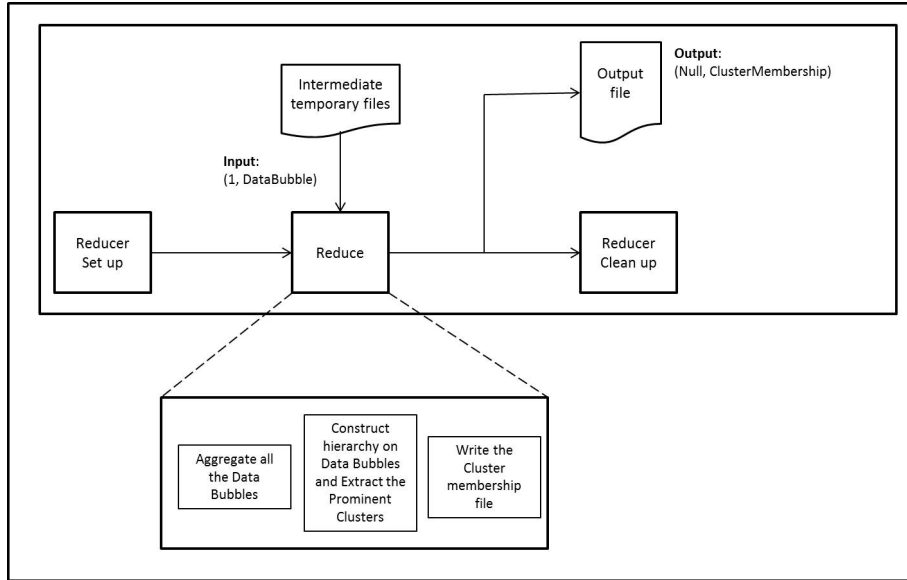 Output:
(Null, ClusterMembership)
Output
file
Intermediate
temporary files
Input:
(1, DataBubble)
Reducer
Set up
Reduce
Reducer
Clean up
Aggregate all
the Data
Bubbles
Construct
hierarchy on
Data Bubbles
and Extract the
Prominent
Clusters
Write the
Cluster
membership
file